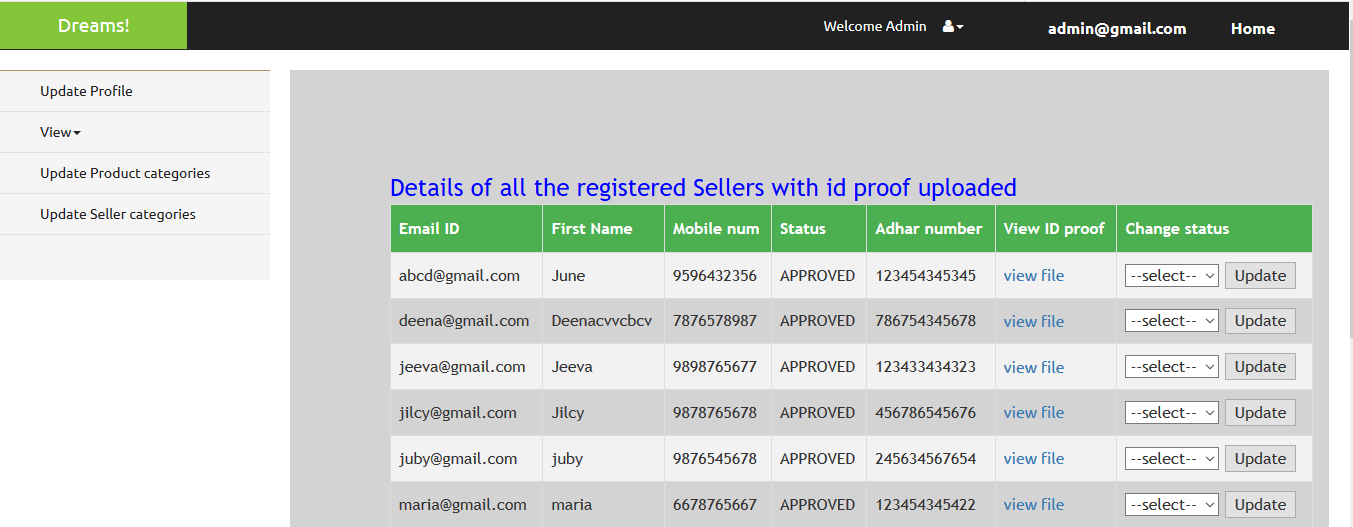 Dreams! Welcome Admin admin@gmail.com Home
Update Profile
View
Update Product categories
Update Seller categories
Details of all the registered Sellers with id proof uploaded
Email ID First Name Mobile num Status Adhar number View ID proof Change status
abcd@gmail.com June 9596432356 APPROVED 123454345345 view file --select-- Update
deena@gmail.com Deenacvvcbcv 7876578987 APPROVED 786754345678 view file --select-- Update
jeeva@gmail.com Jeeva 9898765677 APPROVED 123433434323 view file --select-- Update
jilcy@gmail.com Jilcy 9878765678 APPROVED 456786545676 view file --select-- Update
juby@gmail.com juby 9876545678 APPROVED 245634567654 view file --select-- Update
maria@gmail.com maria 6678765667 APPROVED 123454345422 view file --select-- Update